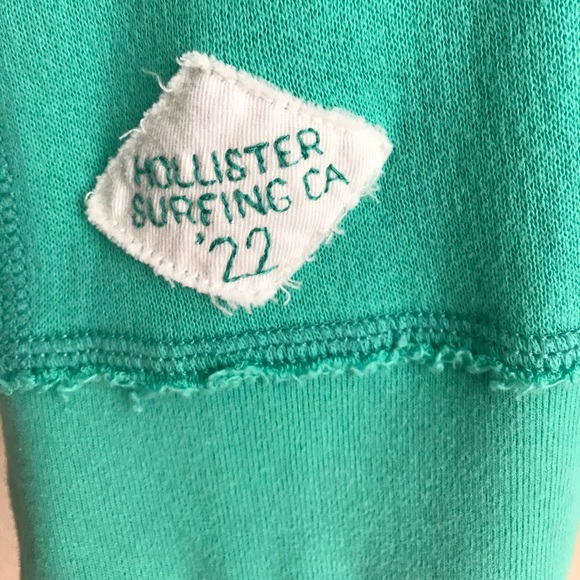 HOLLISTER
SURFING CA
'22